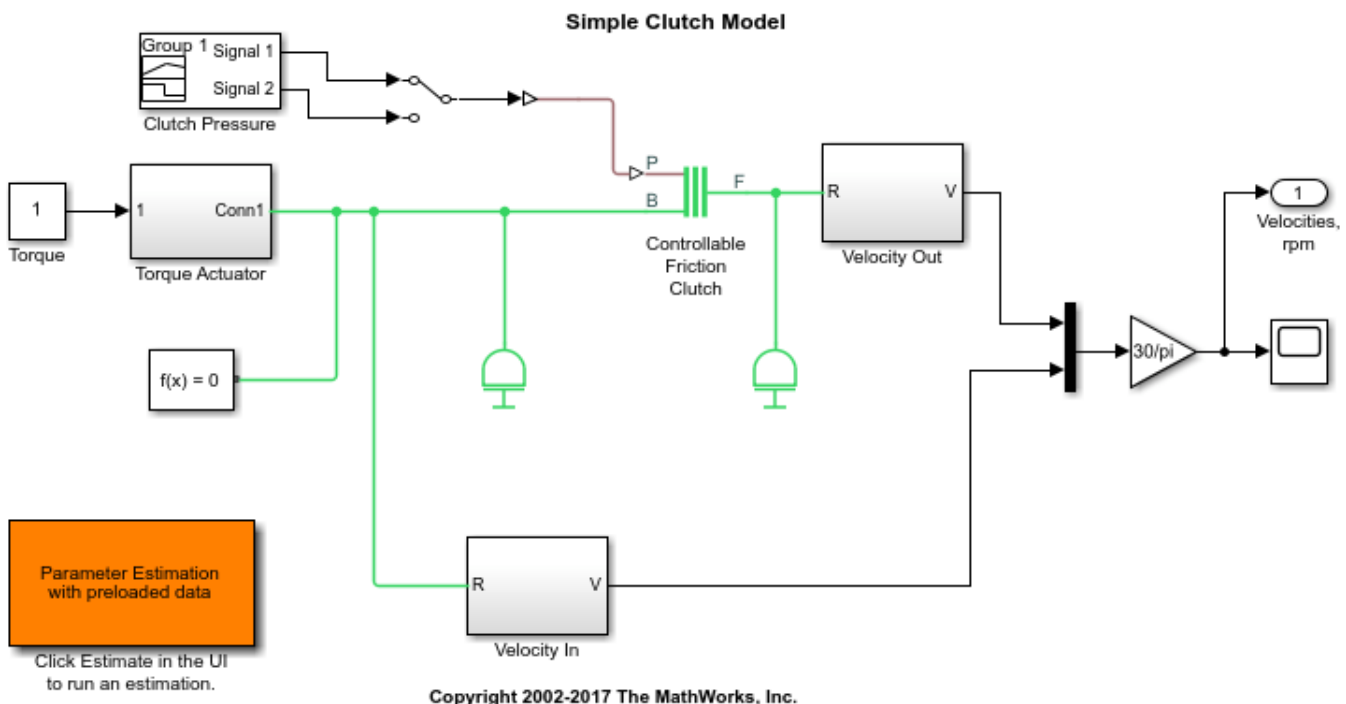 Simple Clutch Model
Group 1
Signal 1
Signal 2
Clutch Pressure
P
B
F
1
Torque
1
Conn1
Torque Actuator
Controllable
Friction
Clutch
R
V
Velocity Out
1
Velocities,
rpm
30/pi
f(x) = 0
R
V
Velocity In
Parameter Estimation
with preloaded data
Click Estimate in the UI
to run an estimation.
Copyright 2002-2017 The MathWorks, Inc.